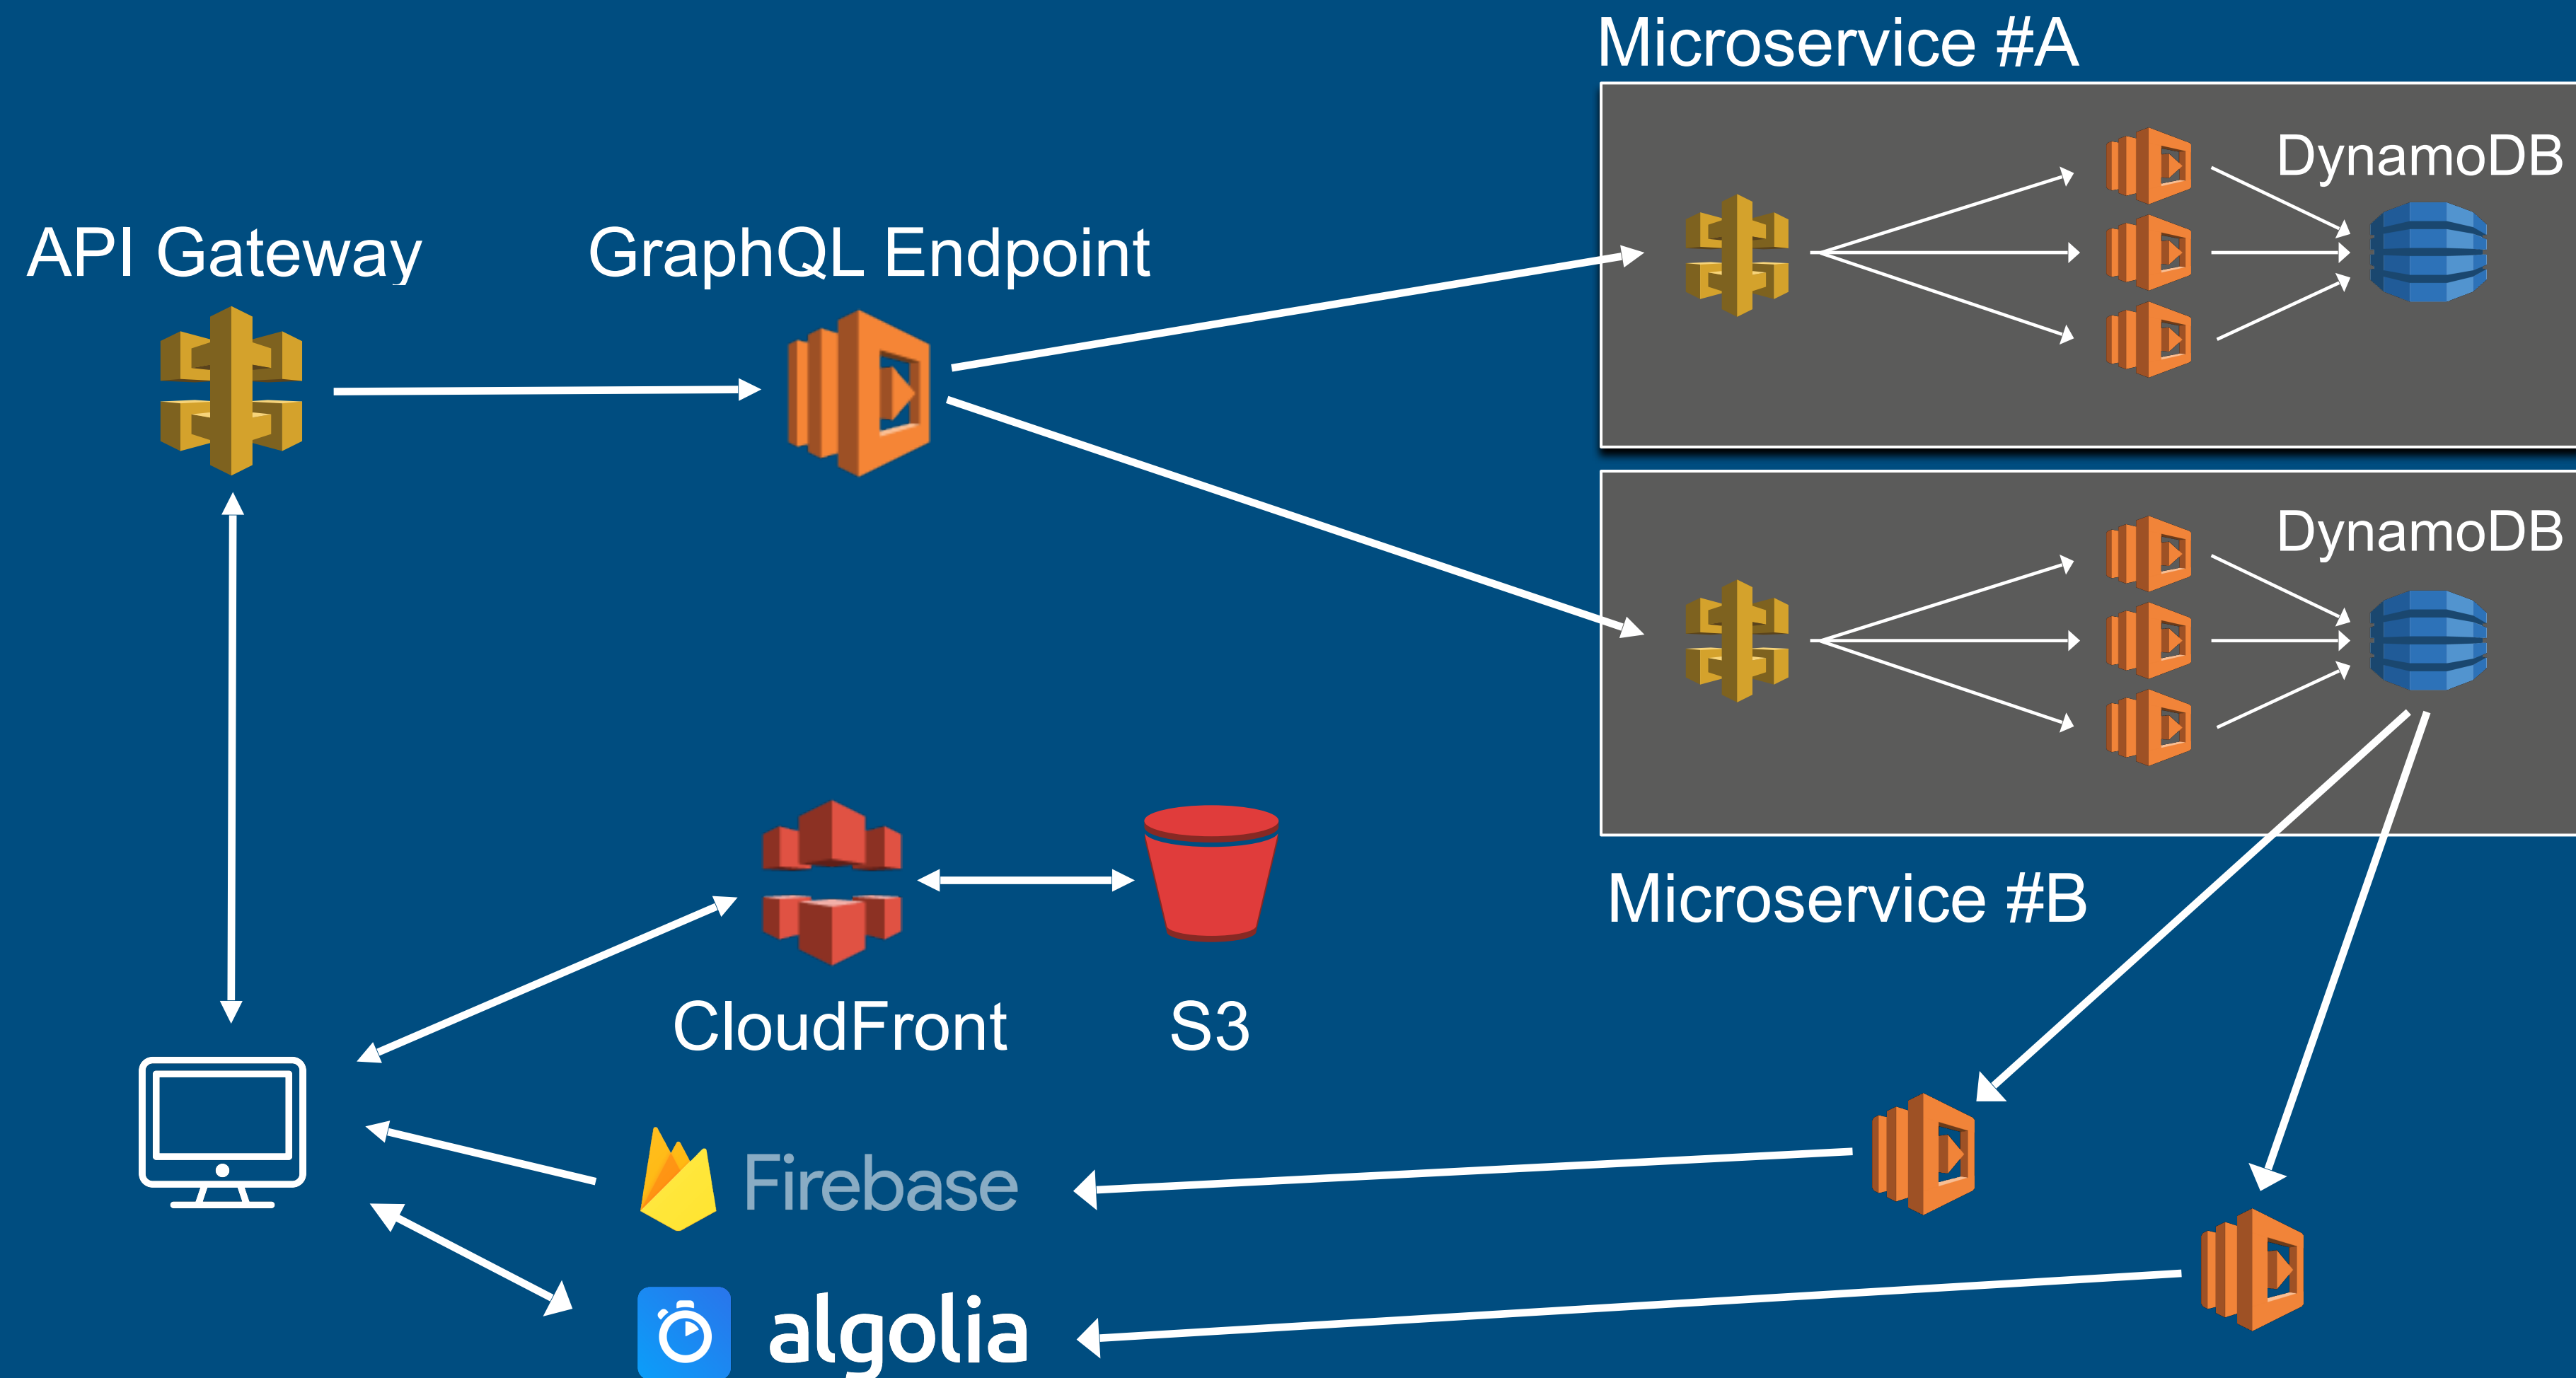 Microservice #A
DynamoDB
API Gateway
GraphQL Endpoint
DynamoDB
Microservice #B
CloudFront
S3
Firebase
algolia